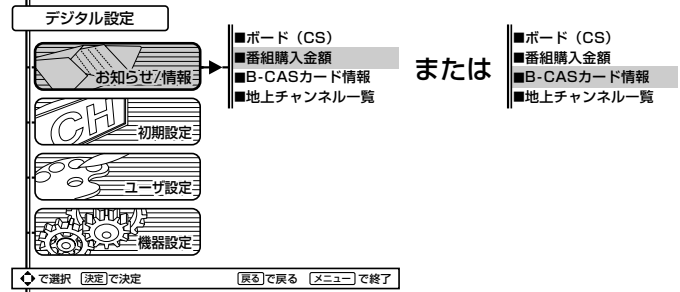 デジタル設定
お知らせ/情報
初期設定
ユーザ設定
機器設定
で選択 決定で決定 戻るで戻る メニューで終了
■ボード（CS）
■番組購入金額
■B-CASカード情報
■地上チャンネル一覧
または
■ボード（CS）
■番組購入金額
■B-CASカード情報
■地上チャンネル一覧